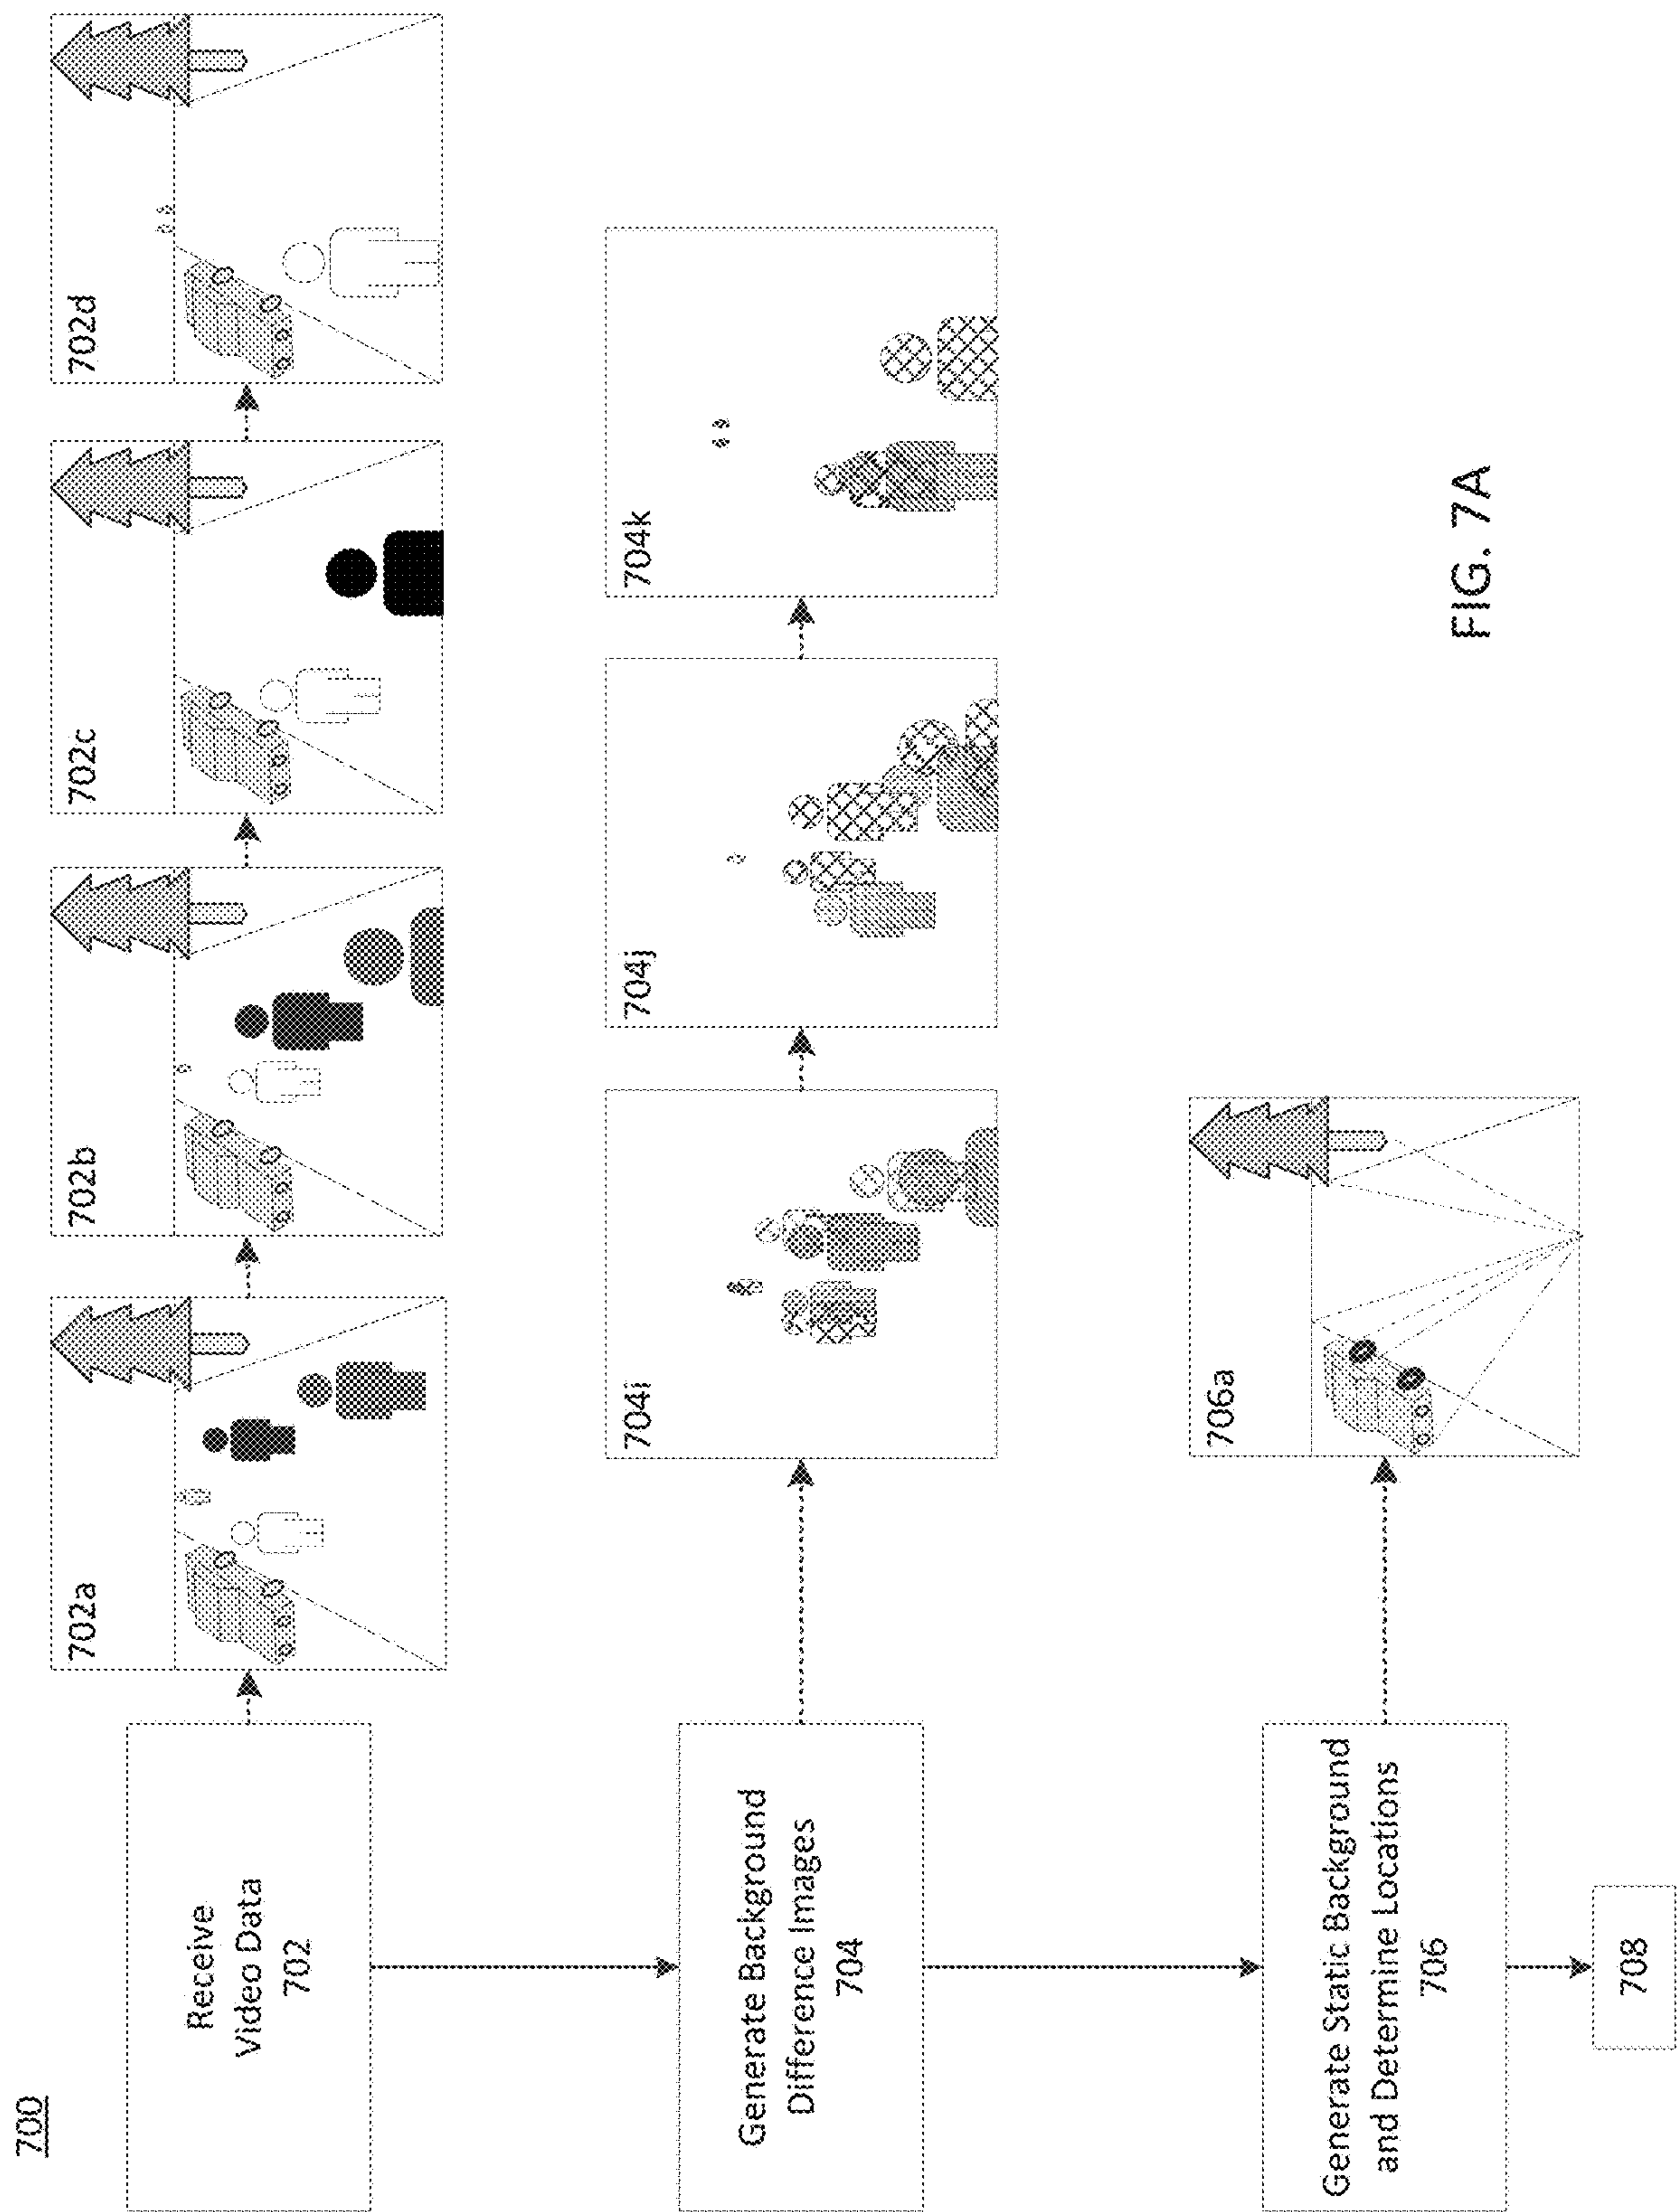 700
Receive
Video Data
702
702a
702b
702c
702d
Generate Background
Difference Images
704
704i
704j
704k
Generate Static Background
and Determine Locations
706
706a
708
FIG. 7A